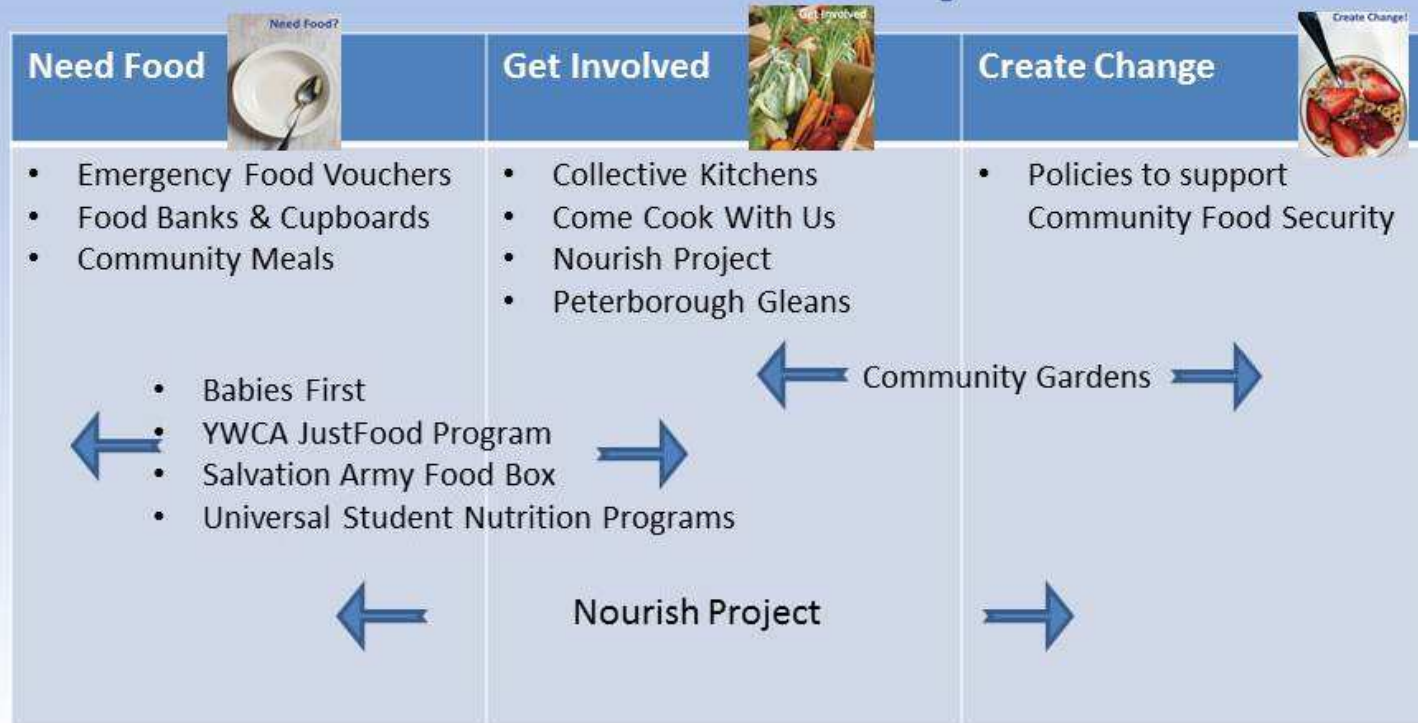 Need Food?
Get Involved
Create Change!
Need Food
Get Involved
Create Change
• Emergency Food Vouchers
• Food Banks & Cupboards
• Community Meals
• Collective Kitchens
• Come Cook With Us
• Nourish Project
• Peterborough Gleans
• Policies to support
Community Food Security
Community Gardens
• Babies First
• YWCA JustFood Program
• Salvation Army Food Box
• Universal Student Nutrition Programs
Nourish Project